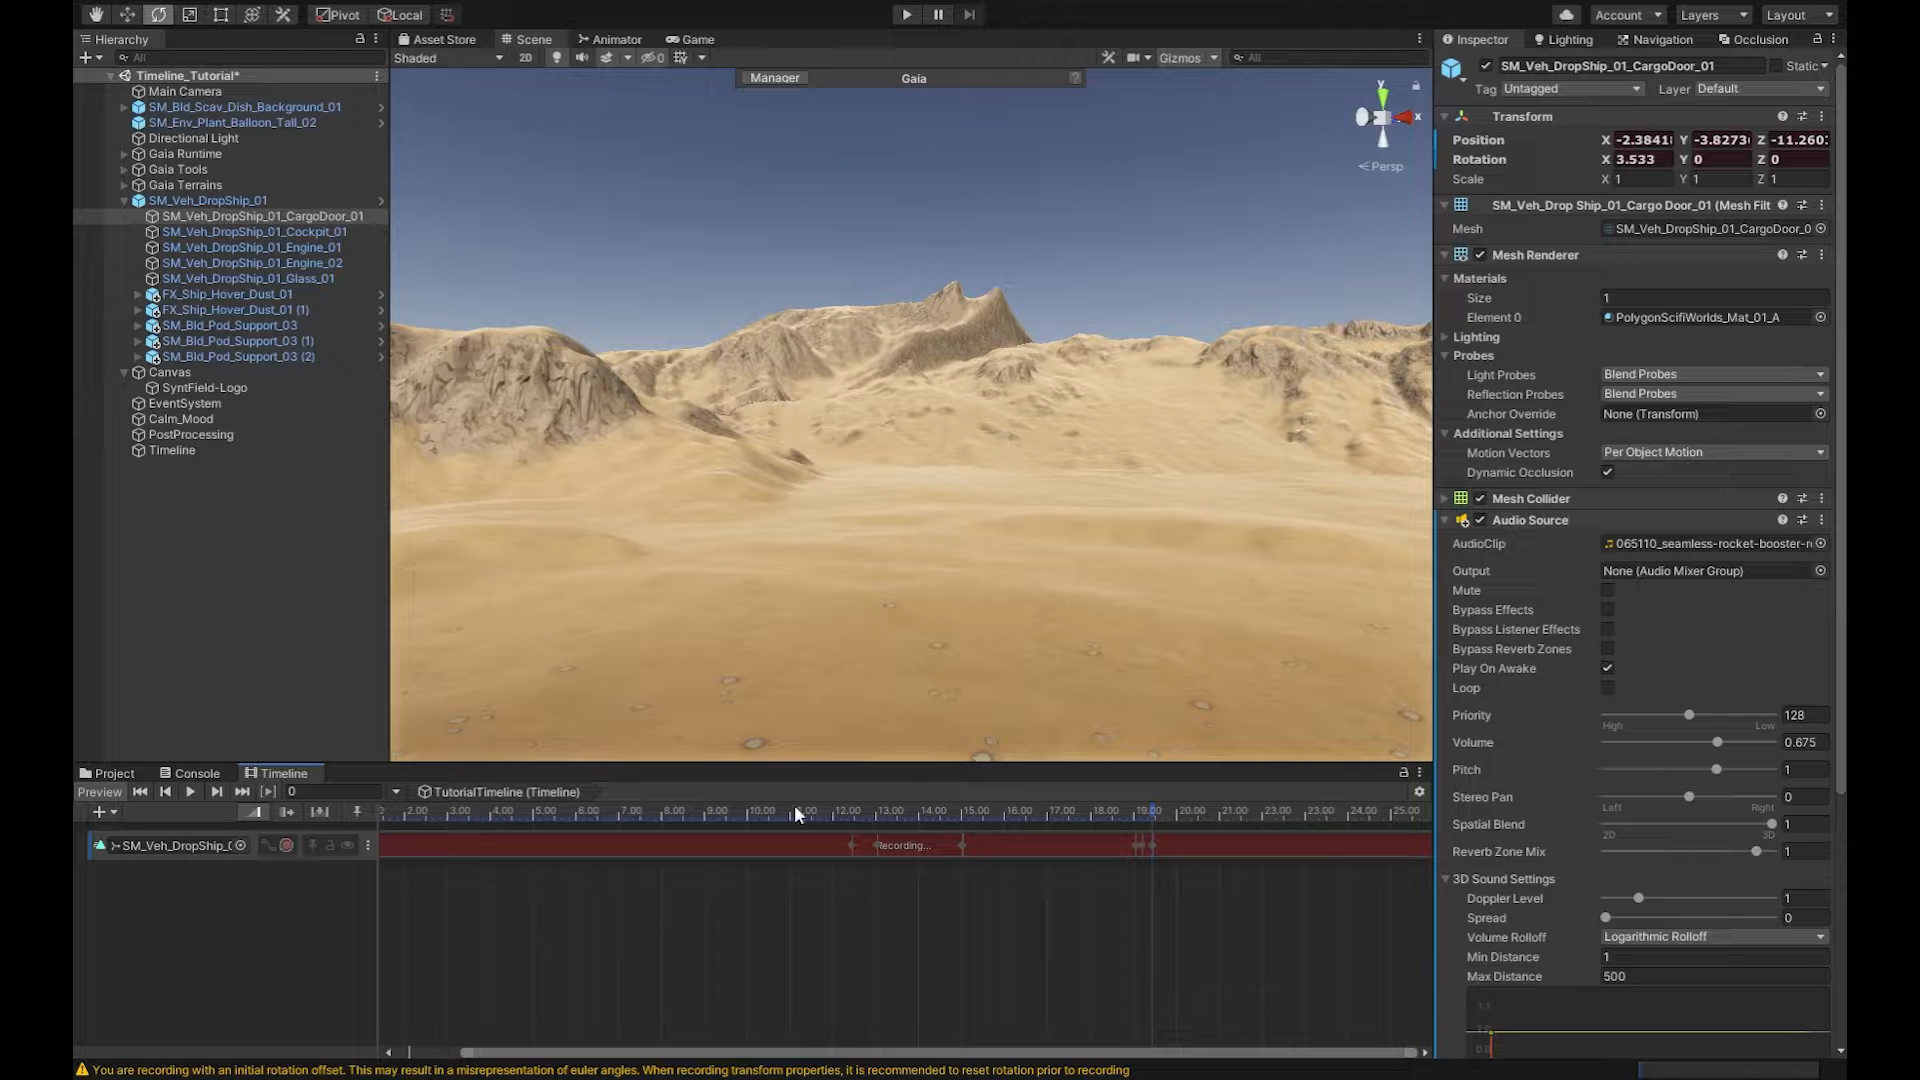 Pivot Local Account Layers Layout
Hierarchy Asset Store Scene Animator Game Inspector Lighting Navigation Occlusion
All Shaded 2D 0 Gizmos All
Timeline_Tutorial*
Main Camera
SM_Bld_Scav_Dish_Background_01
SM_Env_Plant_Balloon_Tall_02
Directional Light
Gaia Runtime
Gaia Tools
Gaia Terrains
SM_Veh_DropShip_01
SM_Veh_DropShip_01_CargoDoor_01
SM_Veh_DropShip_01_Cockpit_01
SM_Veh_DropShip_01_Engine_01
SM_Veh_DropShip_01_Engine_02
SM_Veh_DropShip_01_Glass_01
FX_Ship_Hover_Dust_01
FX_Ship_Hover_Dust_01 (1)
SM_Bld_Pod_Support_03
SM_Bld_Pod_Support_03 (1)
SM_Bld_Pod_Support_03 (2)
Canvas
SyntField-Logo
EventSystem
Calm_Mood
PostProcessing
Timeline
Manager Gaia
y x
Persp
SM_Veh_DropShip_01_CargoDoor_01 Static
Tag Untagged Layer Default
Transform
Position X -2.3841 Y -3.8273 Z -11.260
Rotation X 3.533 Y 0 Z 0
Scale X 1 Y 1 Z 1
SM_Veh_Drop Ship_01_Cargo Door_01 (Mesh Filt
Mesh SM_Veh_DropShip_01_CargoDoor_0
Mesh Renderer
Materials
Size 1
Element 0 PolygonScifiWorlds_Mat_01_A
Lighting
Probes
Light Probes Blend Probes
Reflection Probes Blend Probes
Anchor Override None (Transform)
Additional Settings
Motion Vectors Per Object Motion
Dynamic Occlusion
Mesh Collider
Audio Source
AudioClip 065110_seamless-rocket-booster-r
Output None (Audio Mixer Group)
Mute
Bypass Effects
Bypass Listener Effects
Bypass Reverb Zones
Play On Awake
Loop
Priority 128
High Low
Volume 0.675
Pitch 1
Stereo Pan 0
Left Right
Spatial Blend 1
2D 3D
Reverb Zone Mix 1
3D Sound Settings
Doppler Level 1
Spread 0
Volume Rolloff Logarithmic Rolloff
Min Distance 1
Max Distance 500
1.1
1.0
Project Console Timeline
Preview 0 TutorialTimeline (Timeline)
2.00 3.00 4.00 5.00 6.00 7.00 8.00 9.00 10.00 12.00 13.00 14.00 15.00 16.00 17.00 18.00 19.00 20.00 21.00 22.00 23.00 24.00 25.00
SM_Veh_DropShip_ Recording...
You are recording with an initial rotation offset. This may result in a misrepresentation of euler angles. When recording transform properties, it is recommended to reset rotation prior to recording